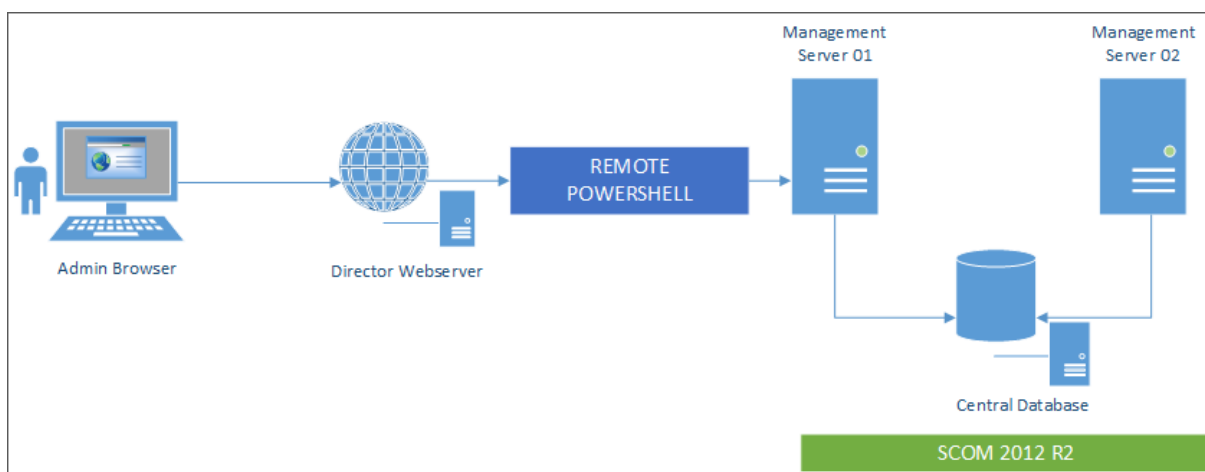 Management
Server 01
Management
Server 02
REMOTE
POWERSHELL
Admin Browser
Director Webserver
Central Database
SCOM 2012 R2